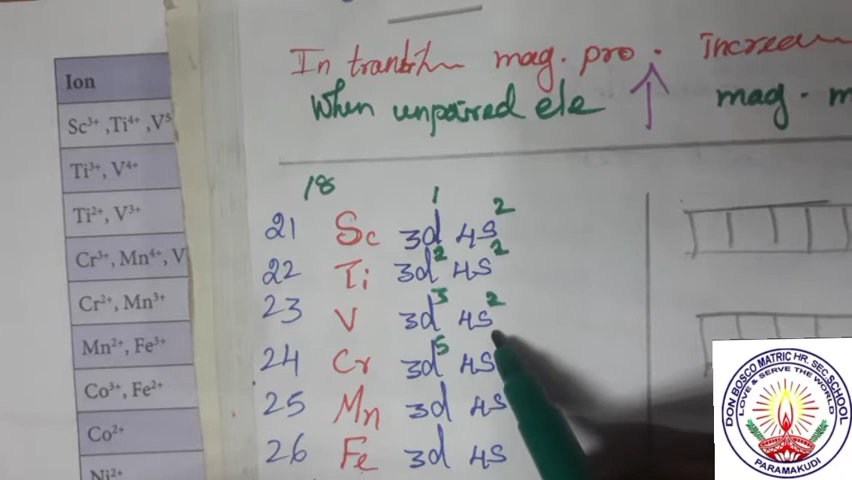 In mag. pro.
When unpaired ele mag. m
Ion
Sc³⁺, Ti⁴⁺, V⁵
Ti³⁺, V⁴⁺
Ti²⁺, V³⁺
Cr³⁺, Mn⁴⁺, V
Cr²⁺, Mn³⁺
Mn²⁺, Fe³⁺
Co³⁺, Fe²⁺
Co²⁺
Ni²⁺
18
21 Sc 3d¹ 4s²
22 Ti 3d² 4s²
23 V 3d³ 4s²
24 Cr 3d⁵ 4s
25 Mn 3d 4s
26 Fe 3d 4s
DON BOSCO MATRIC HR. SEC. SCHOOL
LOVE & SERVE THE WORLD
PARAMAKUDI